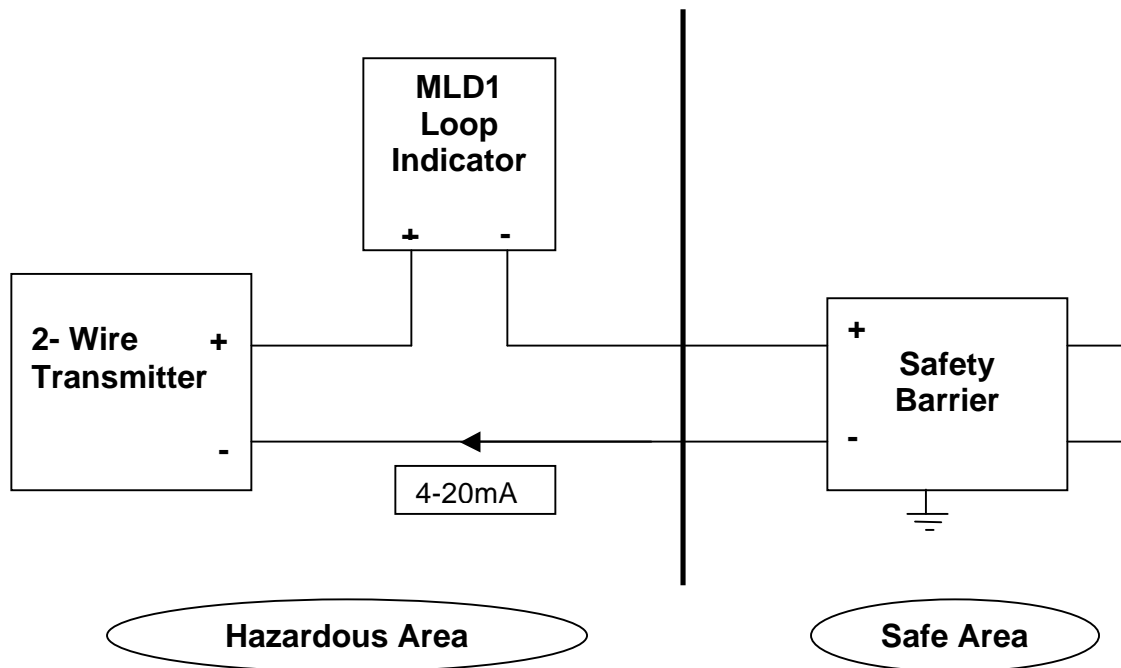 MLD1
Loop
Indicator
+ -
2- Wire
Transmitter
+
-
+
-
Safety
Barrier
4-20mA
Hazardous Area
Safe Area